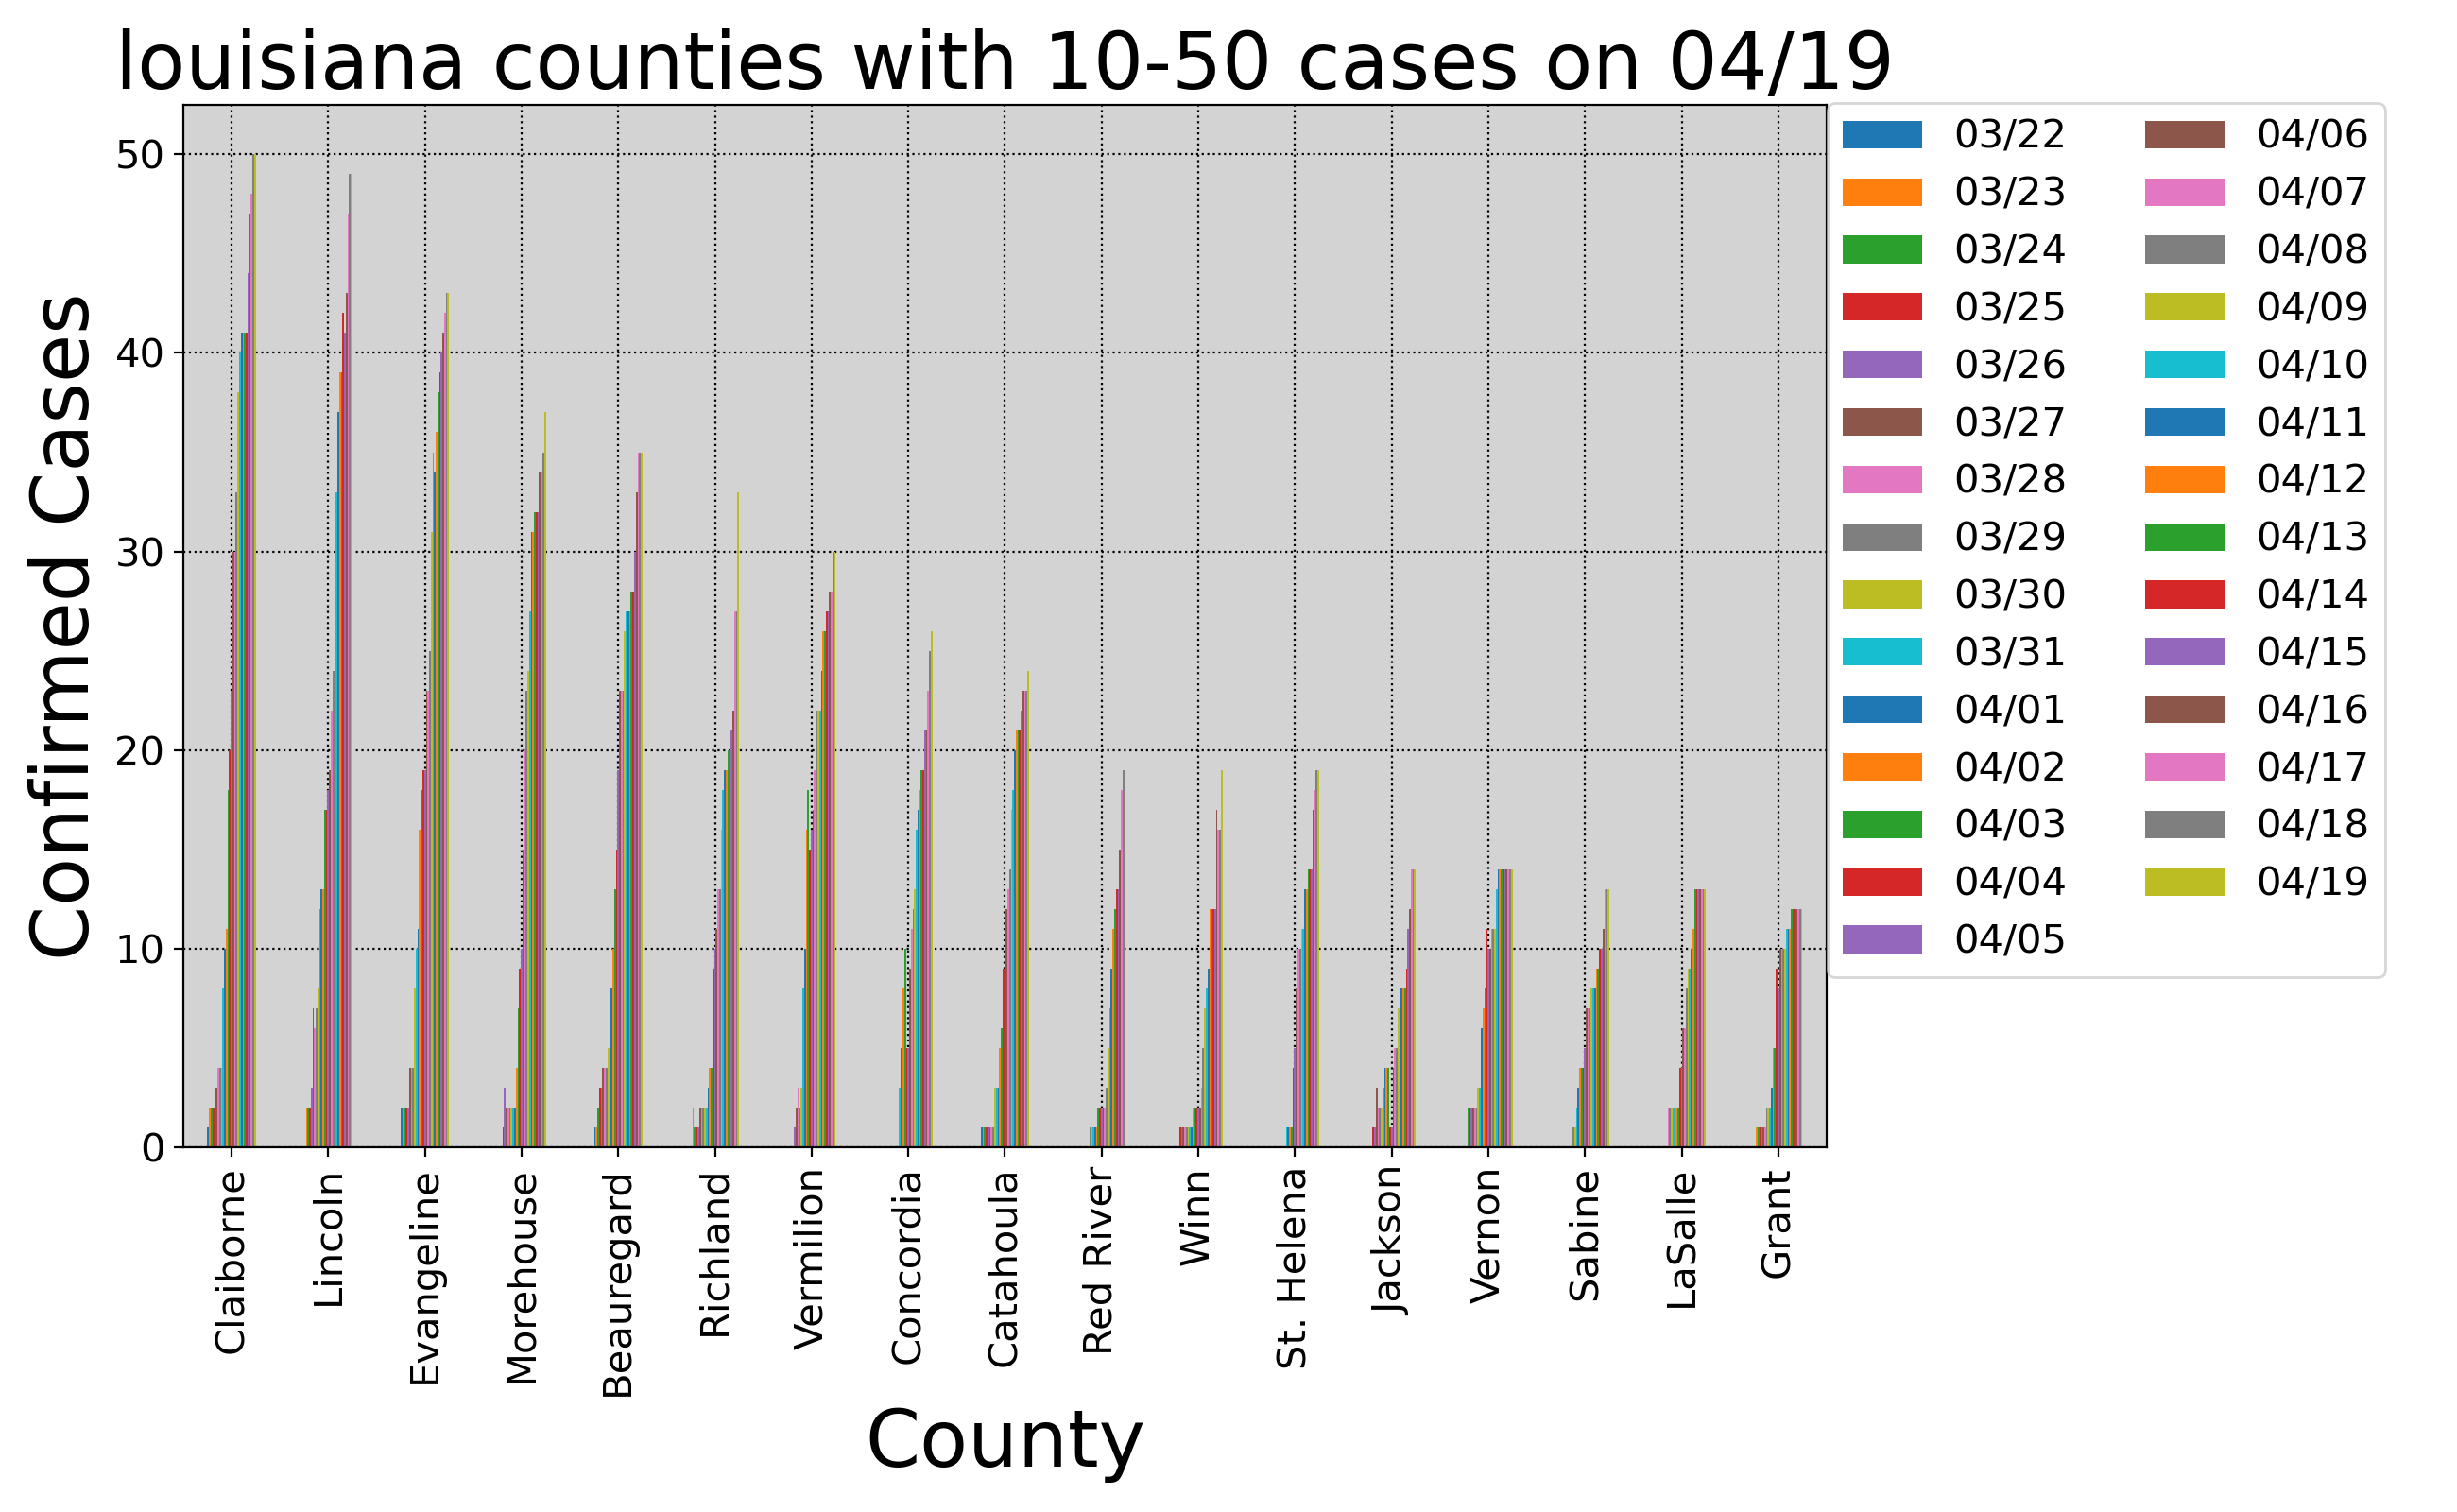 louisiana counties with 10-50 cases on 04/19
Confirmed Cases
50
40
30
20
10
0
Claiborne
Lincoln
Evangeline
Morehouse
Beauregard
Richland
Vermilion
Concordia
Catahoula
Red River
Winn
St. Helena
Jackson
Vernon
Sabine
LaSalle
Grant
County
03/22
03/23
03/24
03/25
03/26
03/27
03/28
03/29
03/30
03/31
04/01
04/02
04/03
04/04
04/05
04/06
04/07
04/08
04/09
04/10
04/11
04/12
04/13
04/14
04/15
04/16
04/17
04/18
04/19